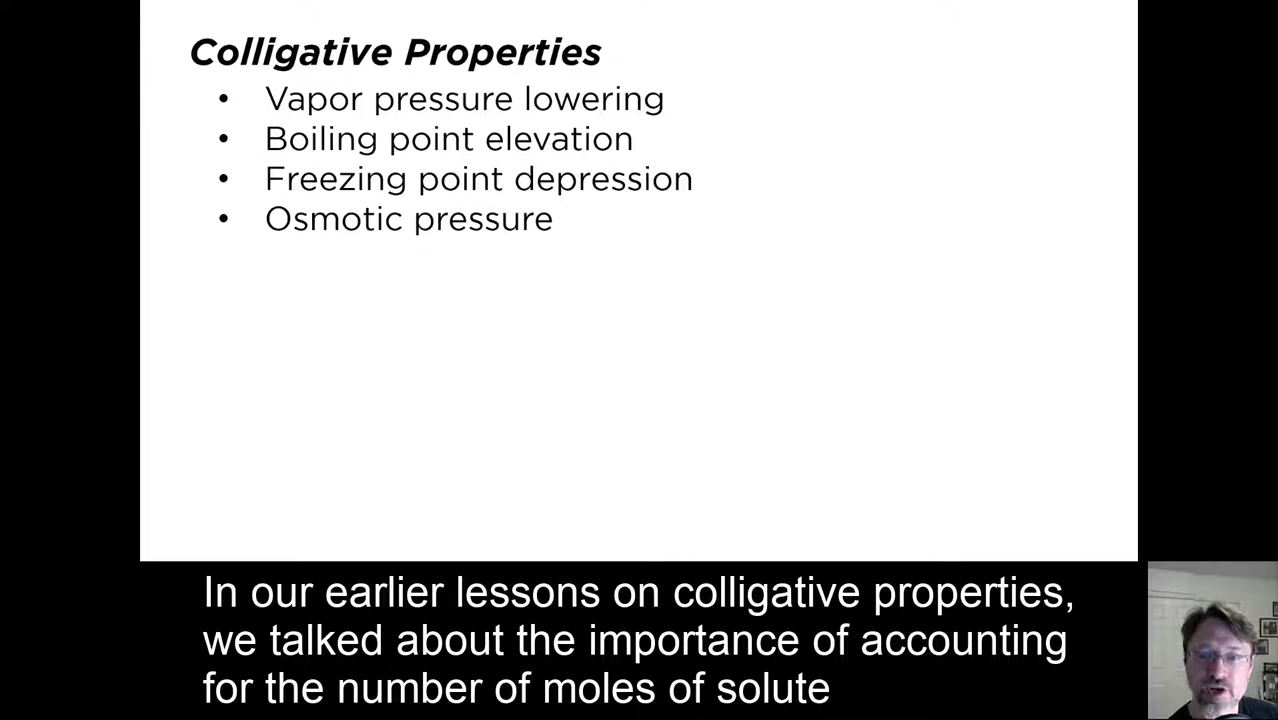 Colligative Properties
• Vapor pressure lowering
• Boiling point elevation
• Freezing point depression
• Osmotic pressure
In our earlier lessons on colligative properties,
we talked about the importance of accounting
for the number of moles of solute